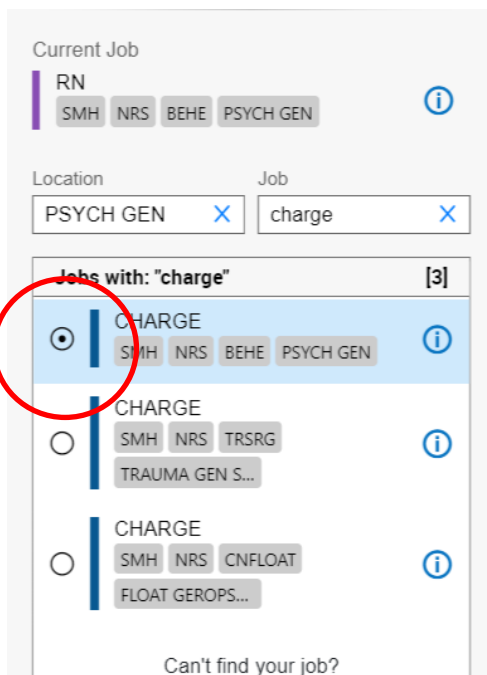 Current Job
RN
SMH NRS BEHE PSYCH GEN
Location Job
PSYCH GEN charge
Jobs with: "charge" [3]
CHARGE
SMH NRS BEHE PSYCH GEN
CHARGE
SMH NRS TRSRG
TRAUMA GEN S...
CHARGE
SMH NRS CNFLOAT
FLOAT GEROPS...
Can't find your job?